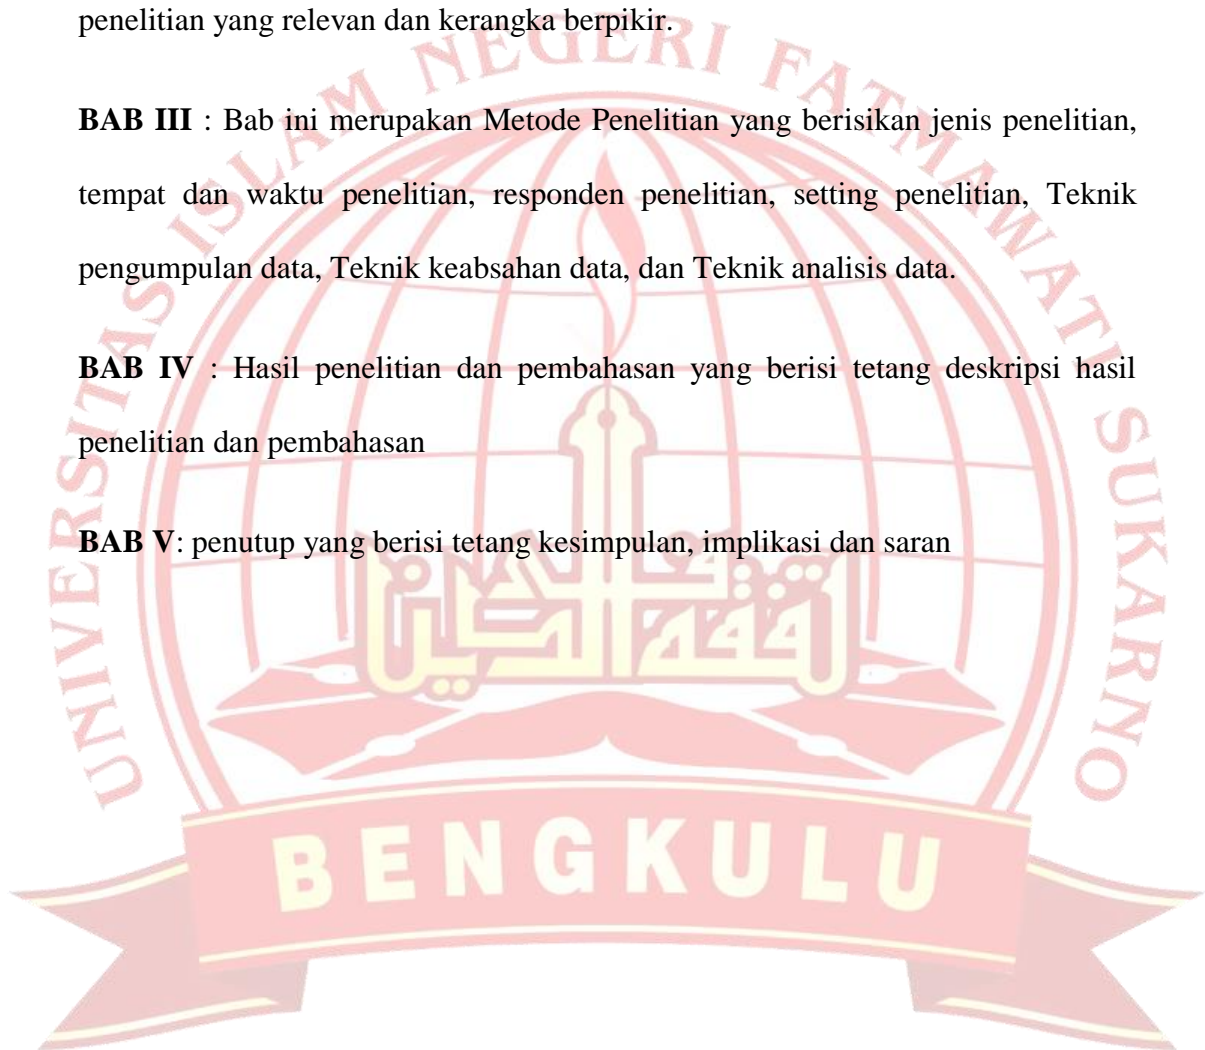 penelitian yang relevan dan kerangka berpikir.
BAB III : Bab ini merupakan Metode Penelitian yang berisikan jenis penelitian,
tempat dan waktu penelitian, responden penelitian, setting penelitian, Teknik
pengumpulan data, Teknik keabsahan data, dan Teknik analisis data.
BAB IV : Hasil penelitian dan pembahasan yang berisi tetang deskripsi hasil
penelitian dan pembahasan
BAB V: penutup yang berisi tetang kesimpulan, implikasi dan saran
UNIVERSITAS ISLAM NEGERI FATMAWATI SUKARNO
BENGKULU